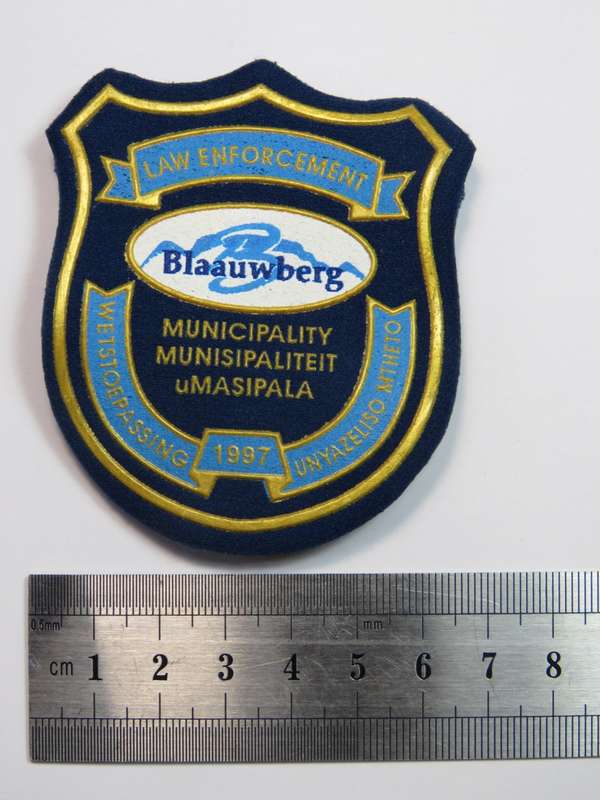 LAW ENFORCEMENT
B
Blaauwberg
MUNICIPALITY
MUNISIPALITEIT
uMASIPALA
WETSTOEPASSING
1997
UNYAZELISO MTHETO
0.5mm
mm
cm 1 2 3 4 5 6 7 8